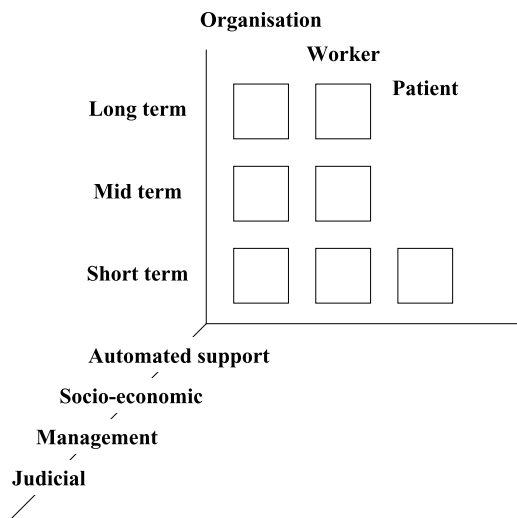 Organisation
Worker
Patient
Long term
Mid term
Short term
Automated support
Socio-economic
Management
Judicial